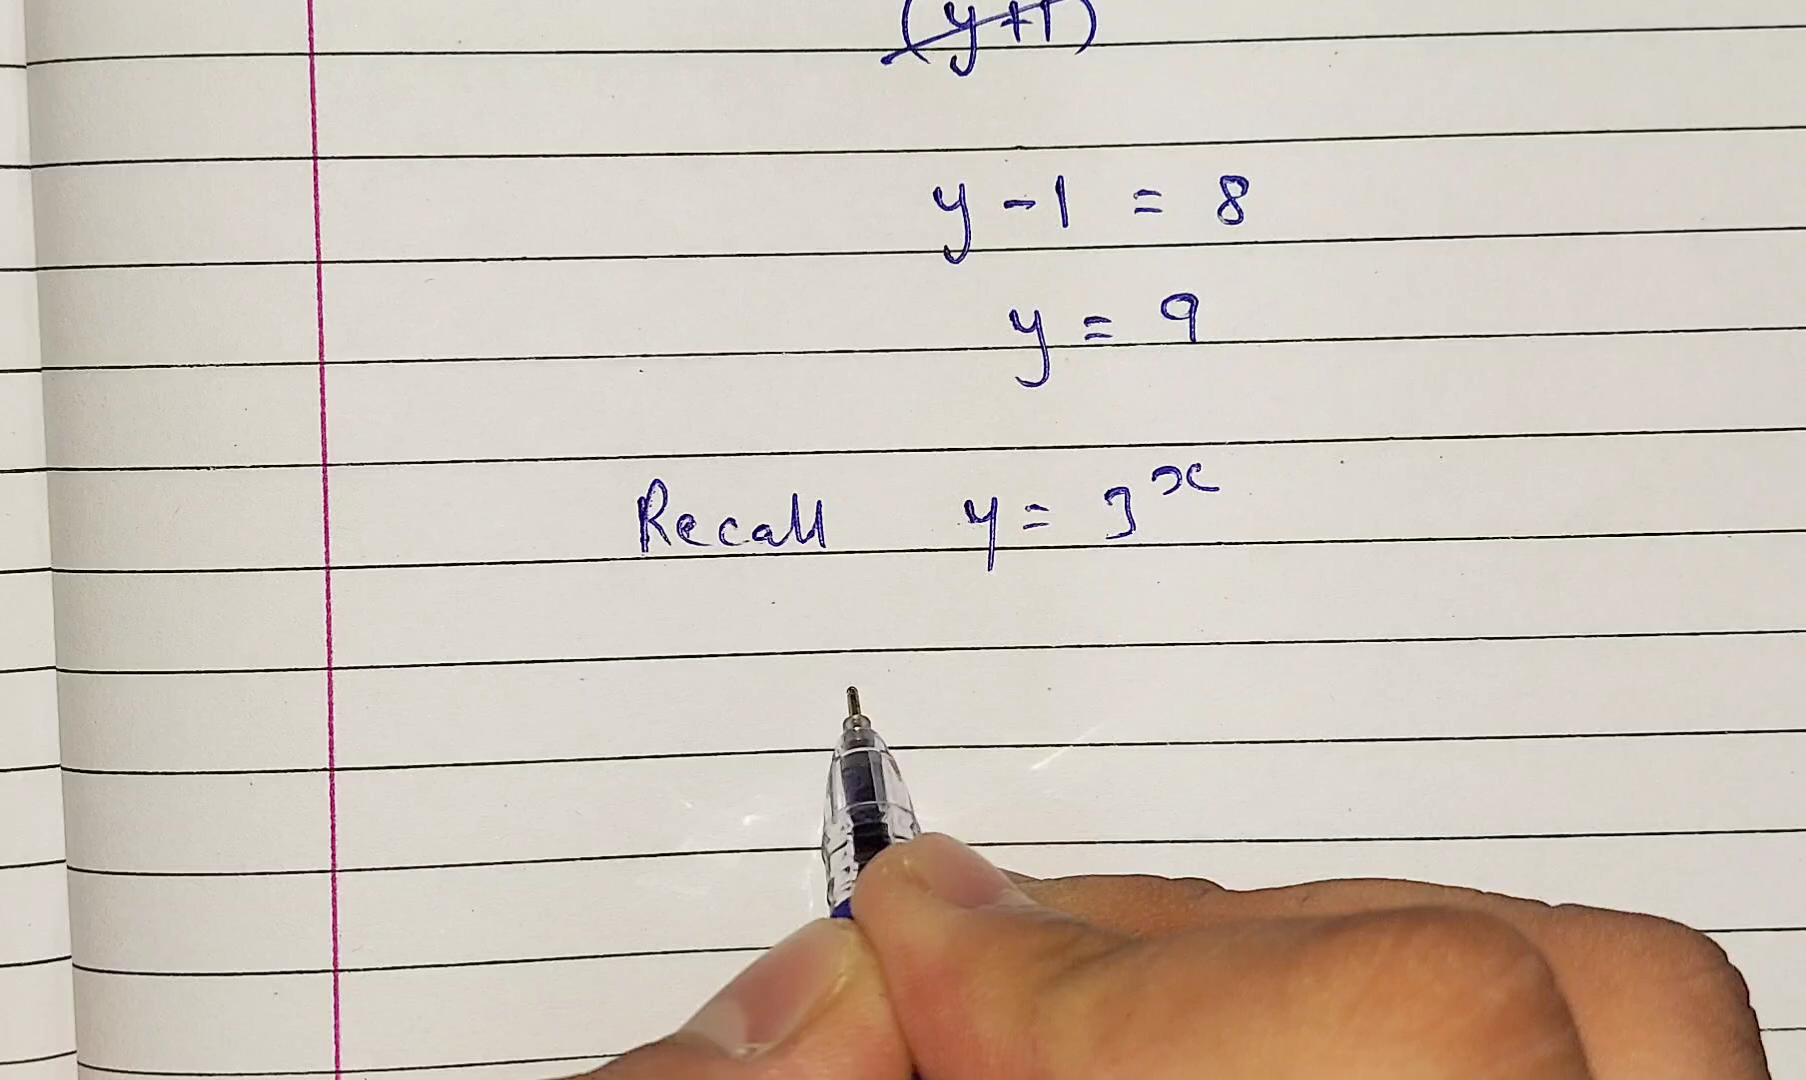 (y+1)
y - 1 = 8
y = 9
Recall y = 3^x